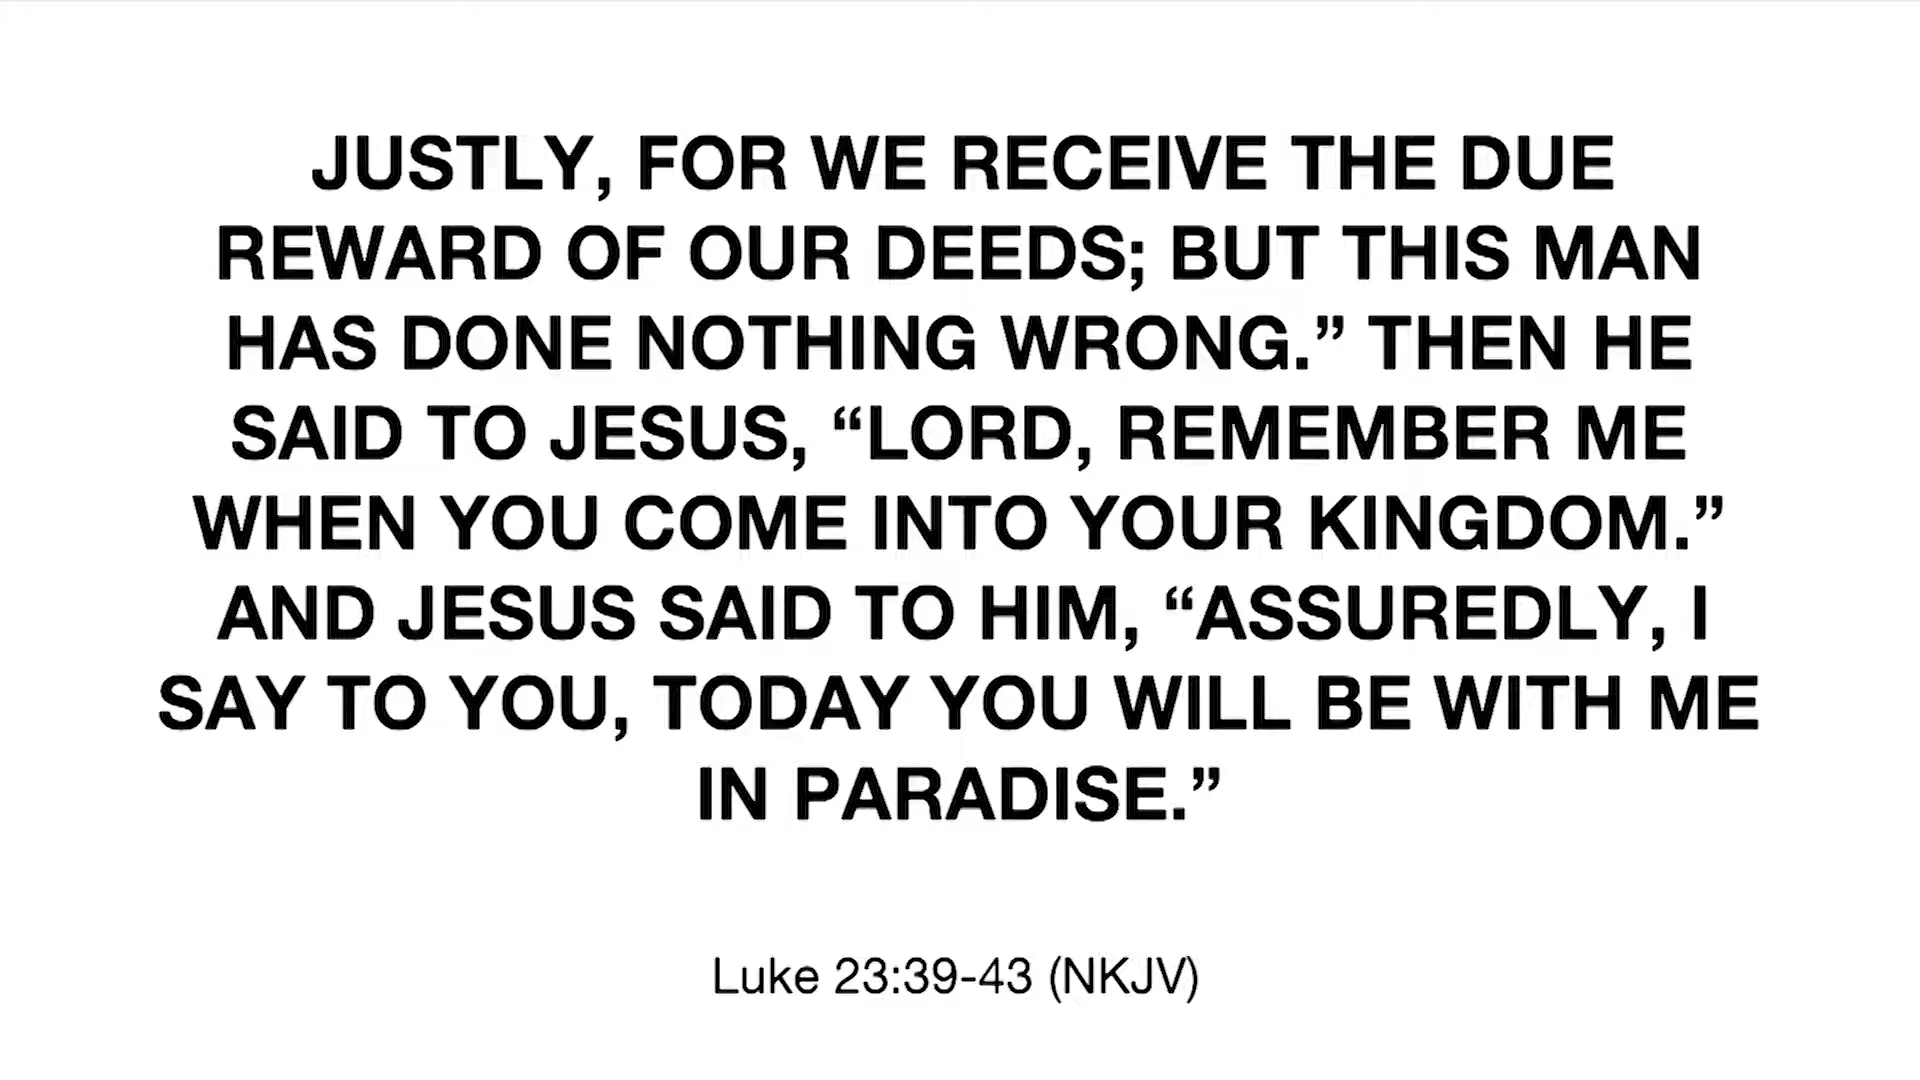 JUSTLY, FOR WE RECEIVE THE DUE
REWARD OF OUR DEEDS; BUT THIS MAN
HAS DONE NOTHING WRONG.” THEN HE
SAID TO JESUS, “LORD, REMEMBER ME
WHEN YOU COME INTO YOUR KINGDOM.”
AND JESUS SAID TO HIM, “ASSUREDLY, I
SAY TO YOU, TODAY YOU WILL BE WITH ME
IN PARADISE.”
Luke 23:39-43 (NKJV)